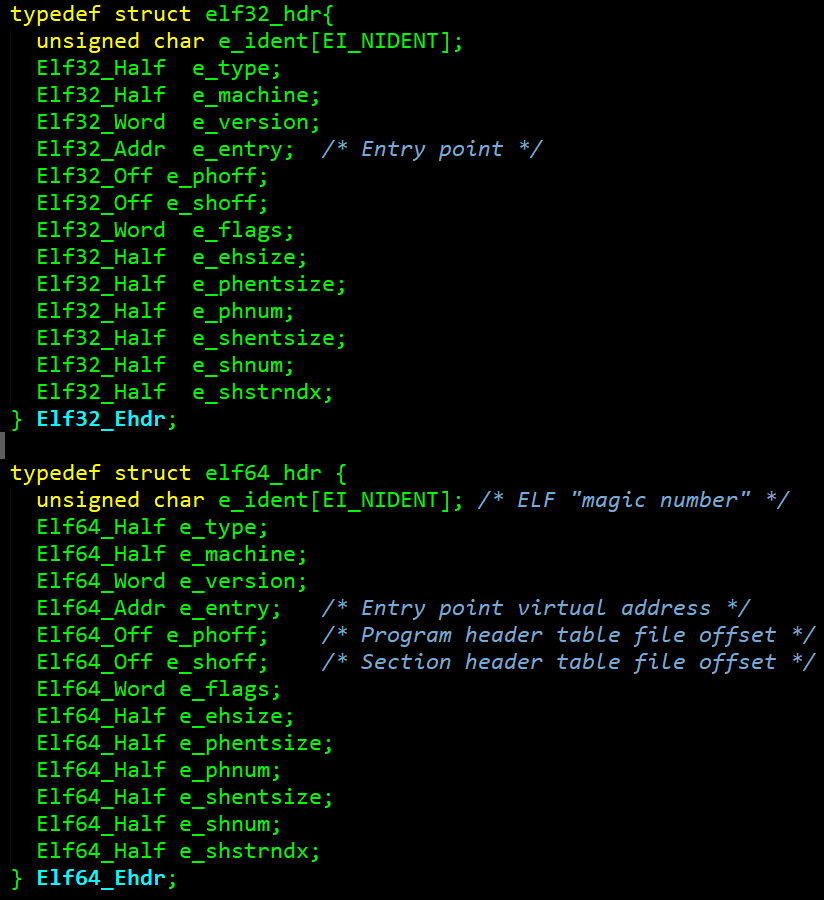 typedef struct elf32_hdr{
  unsigned char e_ident[EI_NIDENT];
  Elf32_Half  e_type;
  Elf32_Half  e_machine;
  Elf32_Word  e_version;
  Elf32_Addr  e_entry;  /* Entry point */
  Elf32_Off e_phoff;
  Elf32_Off e_shoff;
  Elf32_Word  e_flags;
  Elf32_Half  e_ehsize;
  Elf32_Half  e_phentsize;
  Elf32_Half  e_phnum;
  Elf32_Half  e_shentsize;
  Elf32_Half  e_shnum;
  Elf32_Half  e_shstrndx;
} Elf32_Ehdr;

typedef struct elf64_hdr {
  unsigned char e_ident[EI_NIDENT]; /* ELF "magic number" */
  Elf64_Half e_type;
  Elf64_Half e_machine;
  Elf64_Word e_version;
  Elf64_Addr e_entry;   /* Entry point virtual address */
  Elf64_Off e_phoff;    /* Program header table file offset */
  Elf64_Off e_shoff;    /* Section header table file offset */
  Elf64_Word e_flags;
  Elf64_Half e_ehsize;
  Elf64_Half e_phentsize;
  Elf64_Half e_phnum;
  Elf64_Half e_shentsize;
  Elf64_Half e_shnum;
  Elf64_Half e_shstrndx;
} Elf64_Ehdr;